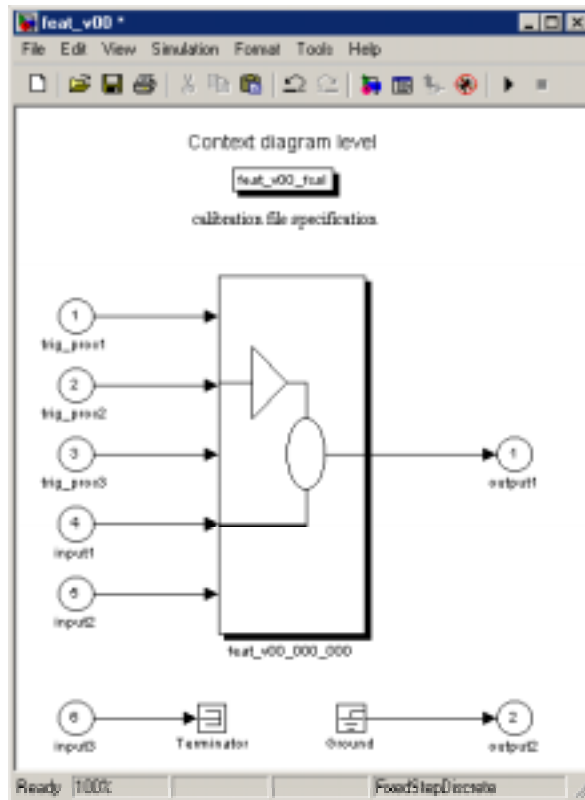 feat_v00 *
File Edit View Simulation Format Tools Help
Context diagram level
feat_v00_fcal
calibration file specification
1
trig_proc1
2
trig_proc2
3
trig_proc3
4
input1
5
input2
1
output1
feat_v00_000_000
6
input3
Terminator
Ground
2
output2
Ready 100% FixedStepDiscrete